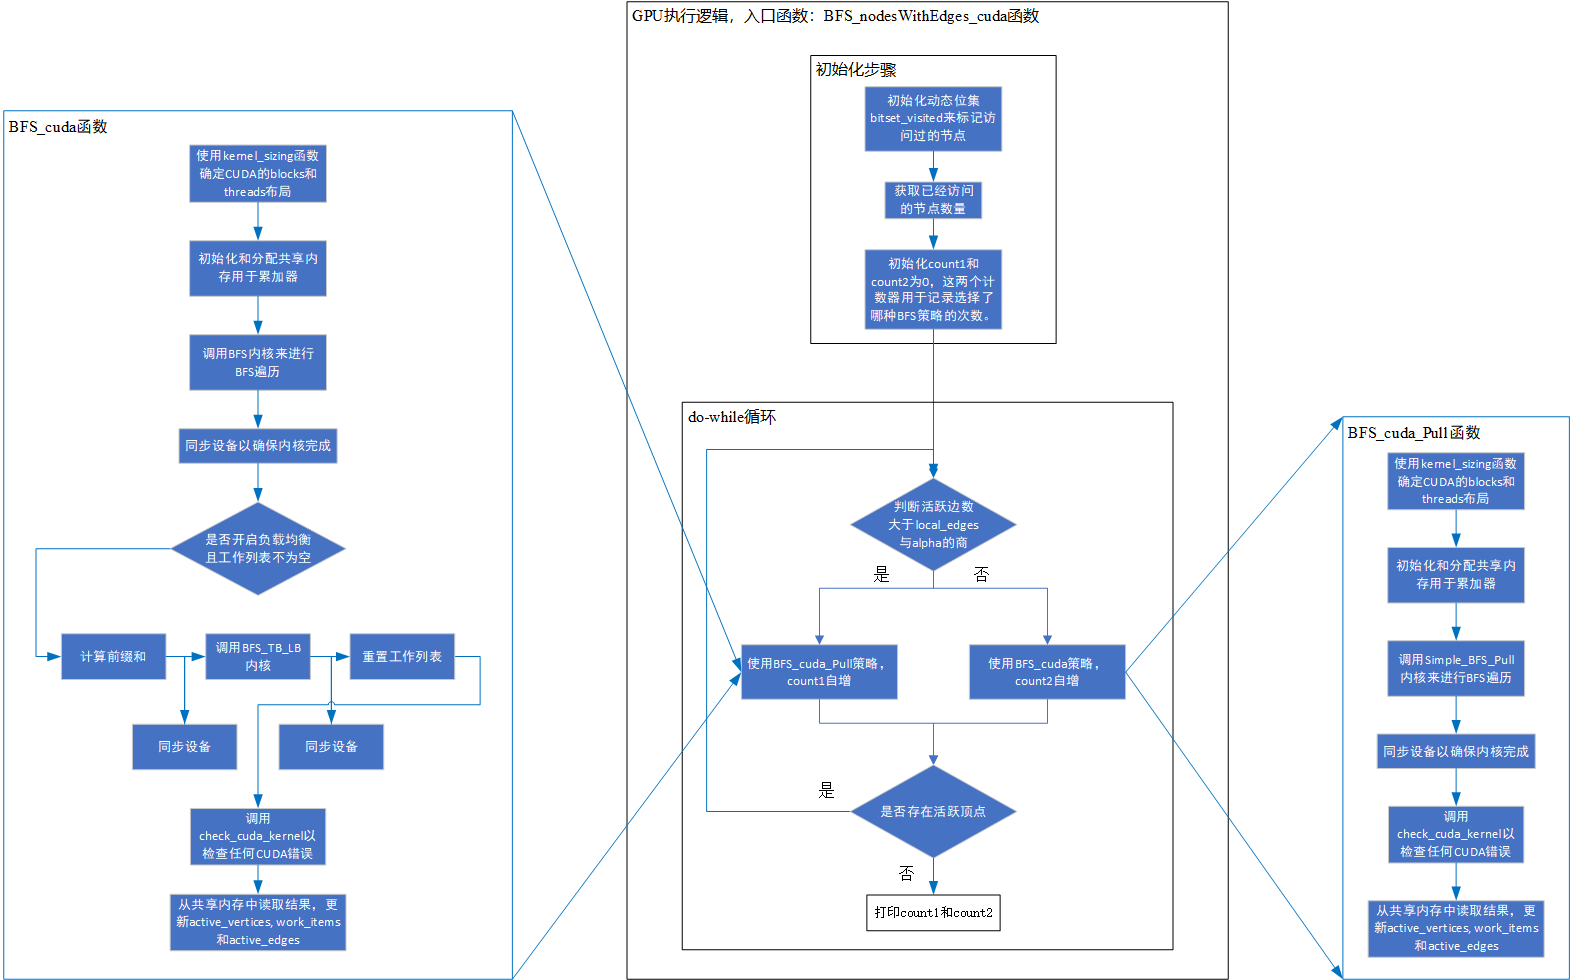 GPU执行逻辑，入口函数：BFS_nodesWithEdges_cuda函数
初始化步骤
初始化动态位集
bitset_visited来标记访
问过的节点
获取已经访问
的节点数量
初始化count1和
count2为0，这两个计
数器用于记录选择了
哪种BFS策略的次数。
do-while循环
判断活跃边数
大于local_edges
与alpha的商
是
否
使用BFS_cuda_Pull策略，
count1自增
使用BFS_cuda策略，
count2自增
是否存在活跃顶点
是
否
打印count1和count2
BFS_cuda函数
使用kernel_sizing函数
确定CUDA的blocks和
threads布局
初始化和分配共享内
存用于累加器
调用BFS内核来进行
BFS遍历
同步设备以确保内核完成
是否开启负载均衡
且工作列表不为空
计算前缀和
调用BFS_TB_LB
内核
重置工作列表
同步设备
同步设备
调用
check_cuda_kernel以
检查任何CUDA错误
从共享内存中读取结果，更
新active_vertices, work_items
和active_edges
BFS_cuda_Pull函数
使用kernel_sizing函数
确定CUDA的blocks和
threads布局
初始化和分配共享内
存用于累加器
调用Simple_BFS_Pull
内核来进行BFS遍历
同步设备以确保内核完成
调用
check_cuda_kernel以
检查任何CUDA错误
从共享内存中读取结果，更
新active_vertices, work_items
和active_edges